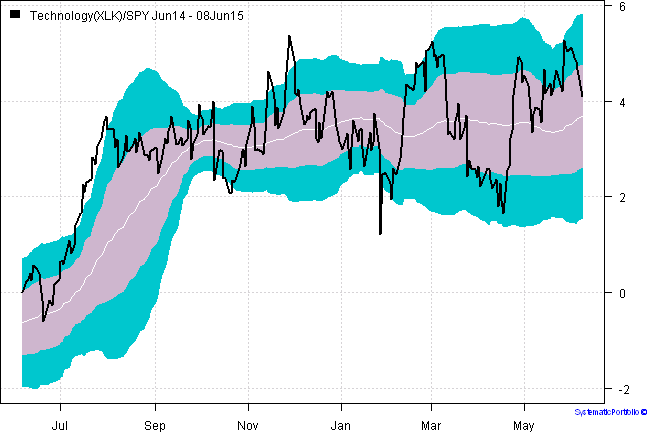 Technology(XLK)/SPY Jun14 - 08Jun15
6
4
2
0
-2
Jul Sep Nov Jan Mar May
SystematicPortfolio ©